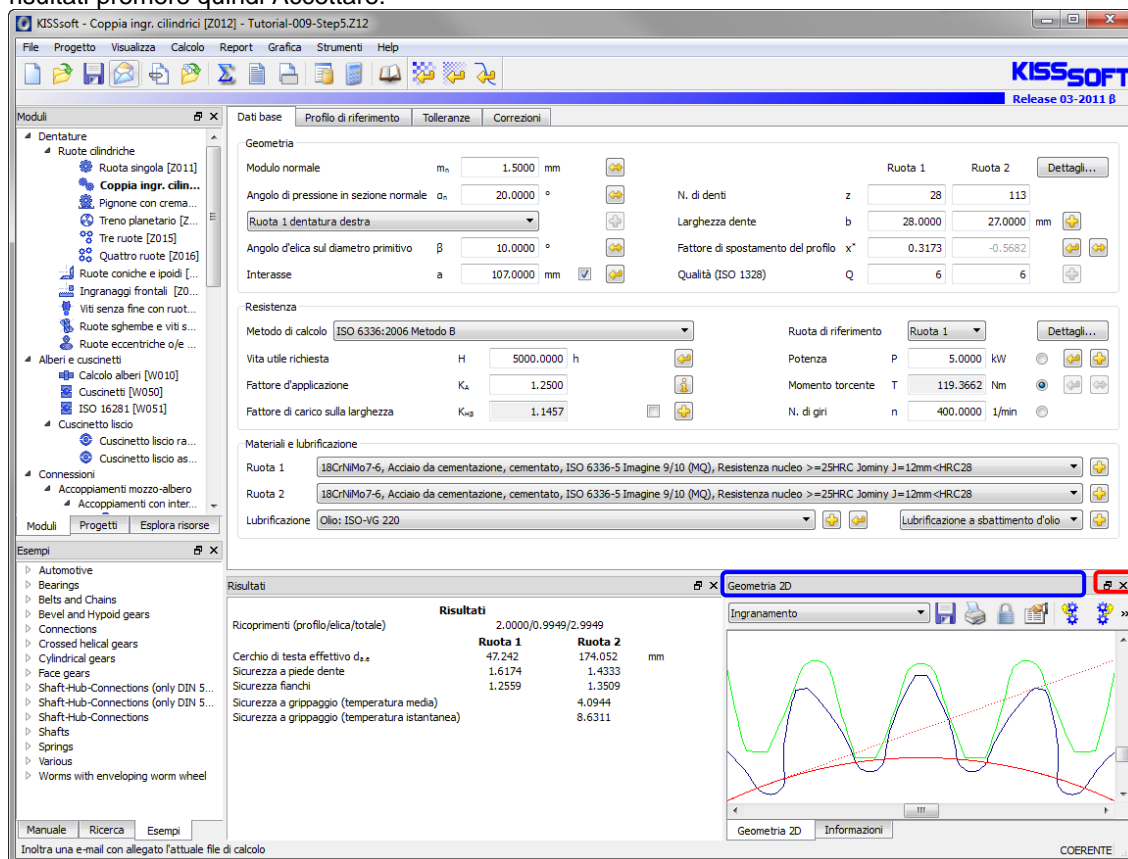 risultati premere quindi Accettare.
KISSsoft - Coppia ingr. cilindrici [Z012] - Tutorial-009-Step5.Z12
File Progetto Visualizza Calcolo Report Grafica Strumenti Help
KISSSOFT
Release 03-2011 β
Moduli
Dentature
Ruote cilindriche
Ruota singola [Z011]
Coppia ingr. cilin...
Pignone con crema...
Treno planetario [Z...
Tre ruote [Z015]
Quattro ruote [Z016]
Ruote coniche e ipoidi [...
Ingranaggi frontali [Z0...
Viti senza fine con ruot...
Ruote sghembe e viti s...
Ruote eccentriche o/e ...
Alberi e cuscinetti
Calcolo alberi [W010]
Cuscinetti [W050]
ISO 16281 [W051]
Cuscinetto liscio
Cuscinetto liscio ra...
Cuscinetto liscio as...
Connessioni
Accoppiamenti mozzo-albero
Accoppiamenti con inter...
Moduli Progetti Esplora risorse
Esempi
Automotive
Bearings
Belts and Chains
Bevel and Hypoid gears
Connections
Crossed helical gears
Cylindrical gears
Face gears
Shaft-Hub-Connections (only DIN 5...
Shaft-Hub-Connections (only DIN 5...
Shaft-Hub-Connections
Shafts
Springs
Various
Worms with enveloping worm wheel
Manuale Ricerca Esempi
Dati base Profilo di riferimento Tolleranze Correzioni
Geometria
Modulo normale mn 1.5000 mm
Angolo di pressione in sezione normale αn 20.0000 °
Ruota 1 dentatura destra
Angolo d'elica sul diametro primitivo β 10.0000 °
Interasse a 107.0000 mm
Ruota 1 Ruota 2 Dettagli...
N. di denti z 28 113
Larghezza dente b 28.0000 27.0000 mm
Fattore di spostamento del profilo x* 0.3173 -0.5682
Qualità (ISO 1328) Q 6 6
Resistenza
Metodo di calcolo ISO 6336:2006 Metodo B
Vita utile richiesta H 5000.0000 h
Fattore d'applicazione KA 1.2500
Fattore di carico sulla larghezza KHβ 1.1457
Ruota di riferimento Ruota 1 Dettagli...
Potenza P 5.0000 kW
Momento torcente T 119.3662 Nm
N. di giri n 400.0000 1/min
Materiali e lubrificazione
Ruota 1 18CrNiMo7-6, Acciaio da cementazione, cementato, ISO 6336-5 Imagine 9/10 (MQ), Resistenza nucleo >=25HRC Jominy J=12mm<HRC28
Ruota 2 18CrNiMo7-6, Acciaio da cementazione, cementato, ISO 6336-5 Imagine 9/10 (MQ), Resistenza nucleo >=25HRC Jominy J=12mm<HRC28
Lubrificazione Olio: ISO-VG 220 Lubrificazione a sbattimento d'olio
Risultati
Risultati
Ricoprimenti (profilo/elica/totale) 2.0000/0.9949/2.9949
Ruota 1 Ruota 2
Cerchio di testa effettivo da.e 47.242 174.052 mm
Sicurezza a piede dente 1.6174 1.4333
Sicurezza fianchi 1.2559 1.3509
Sicurezza a grippaggio (temperatura media) 4.0944
Sicurezza a grippaggio (temperatura istantanea) 8.6311
Geometria 2D
Ingranamento
Geometria 2D Informazioni
Inoltra una e-mail con allegato l'attuale file di calcolo
COERENTE